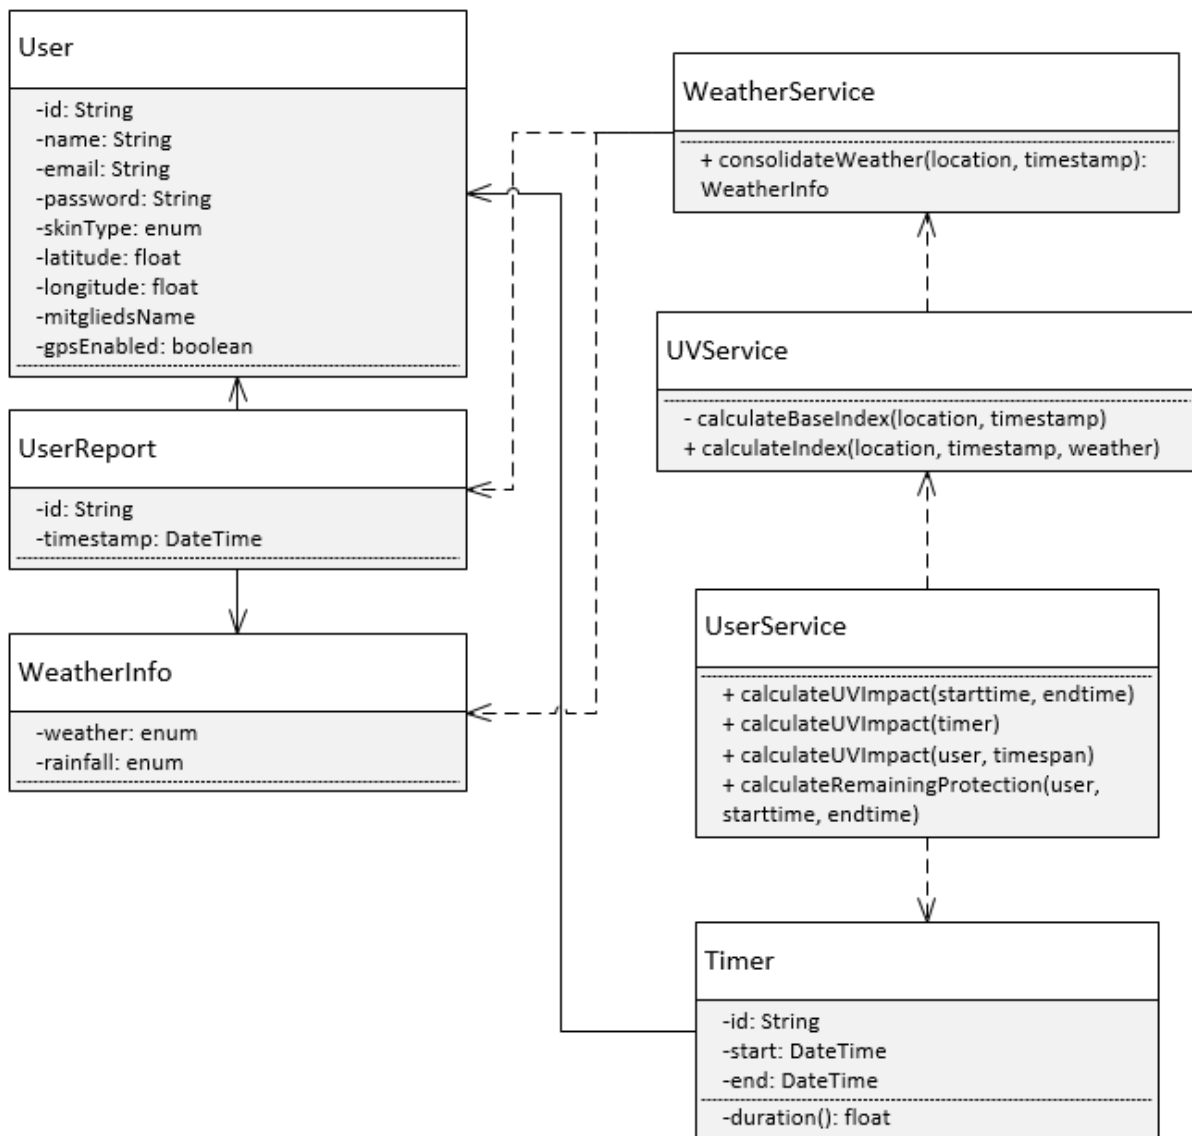 User
-id: String
-name: String
-email: String
-password: String
-skinType: enum
-latitude: float
-longitude: float
-mitgliedsName
-gpsEnabled: boolean
UserReport
-id: String
-timestamp: DateTime
WeatherInfo
-weather: enum
-rainfall: enum
WeatherService
+ consolidateWeather(location, timestamp):
WeatherInfo
UVService
- calculateBaseIndex(location, timestamp)
+ calculateIndex(location, timestamp, weather)
UserService
+ calculateUVImpact(starttime, endtime)
+ calculateUVImpact(timer)
+ calculateUVImpact(user, timespan)
+ calculateRemainingProtection(user,
starttime, endtime)
Timer
-id: String
-start: DateTime
-end: DateTime
-duration(): float